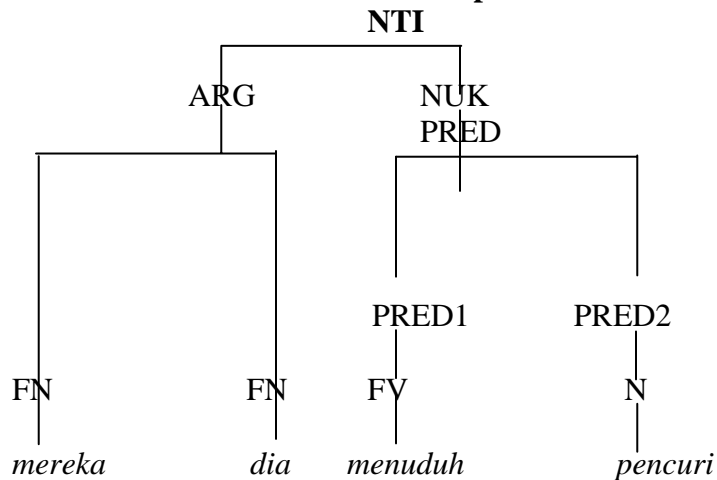 NTI
ARG NUK
PRED
PRED1 PRED2
FN FN FV N
mereka dia menuduh pencuri